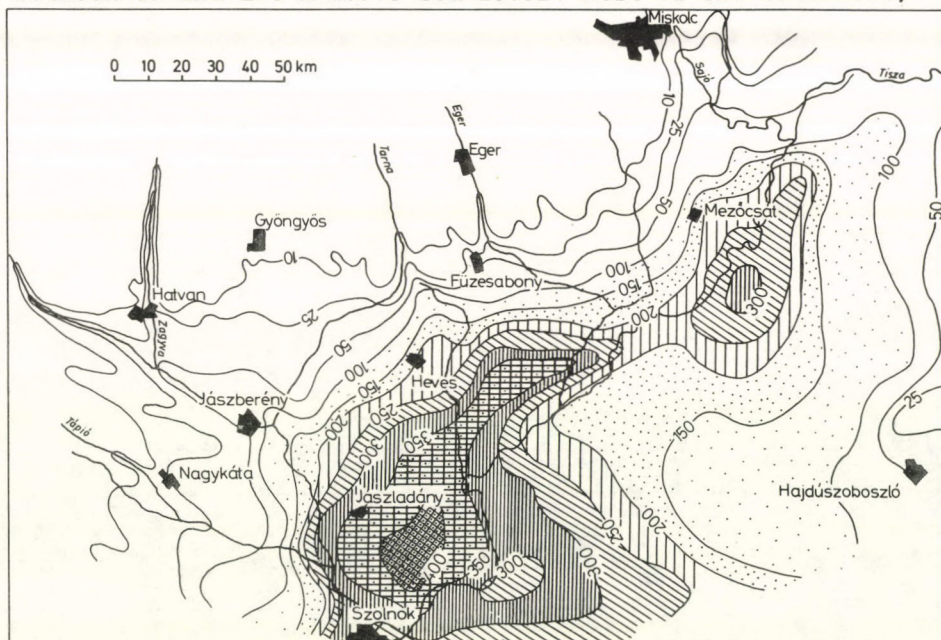 Miskolc
0 10 20 30 40 50 km
Sajó
Tisza
10
25
Eger
Eger
Tarna
100
50
50
Mezőcsát
Gyöngyös
10
Füzesabony
100
150
200
300
Hatvan
Zagyva
25
50
100
150
Heves
200
250
300
350
25
Jászberény
150
Tápió
Nagykáta
Jászladány
Hajdúszoboszló
200
250
300
400
350
300
Szolnok